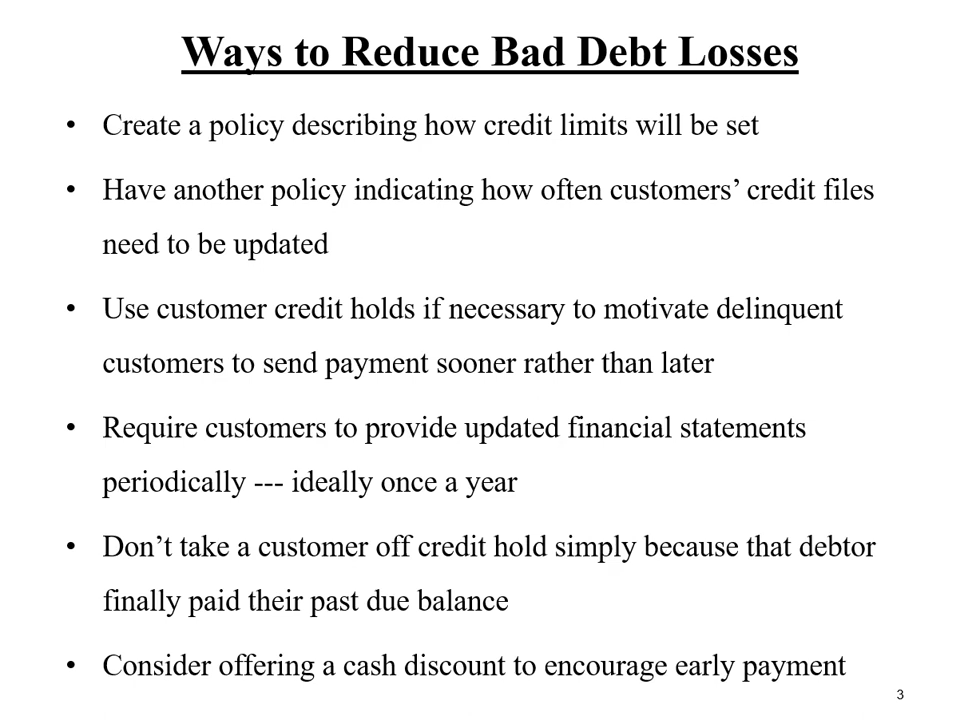 Ways to Reduce Bad Debt Losses
• Create a policy describing how credit limits will be set
• Have another policy indicating how often customers’ credit files
need to be updated
• Use customer credit holds if necessary to motivate delinquent
customers to send payment sooner rather than later
• Require customers to provide updated financial statements
periodically --- ideally once a year
• Don’t take a customer off credit hold simply because that debtor
finally paid their past due balance
• Consider offering a cash discount to encourage early payment
3